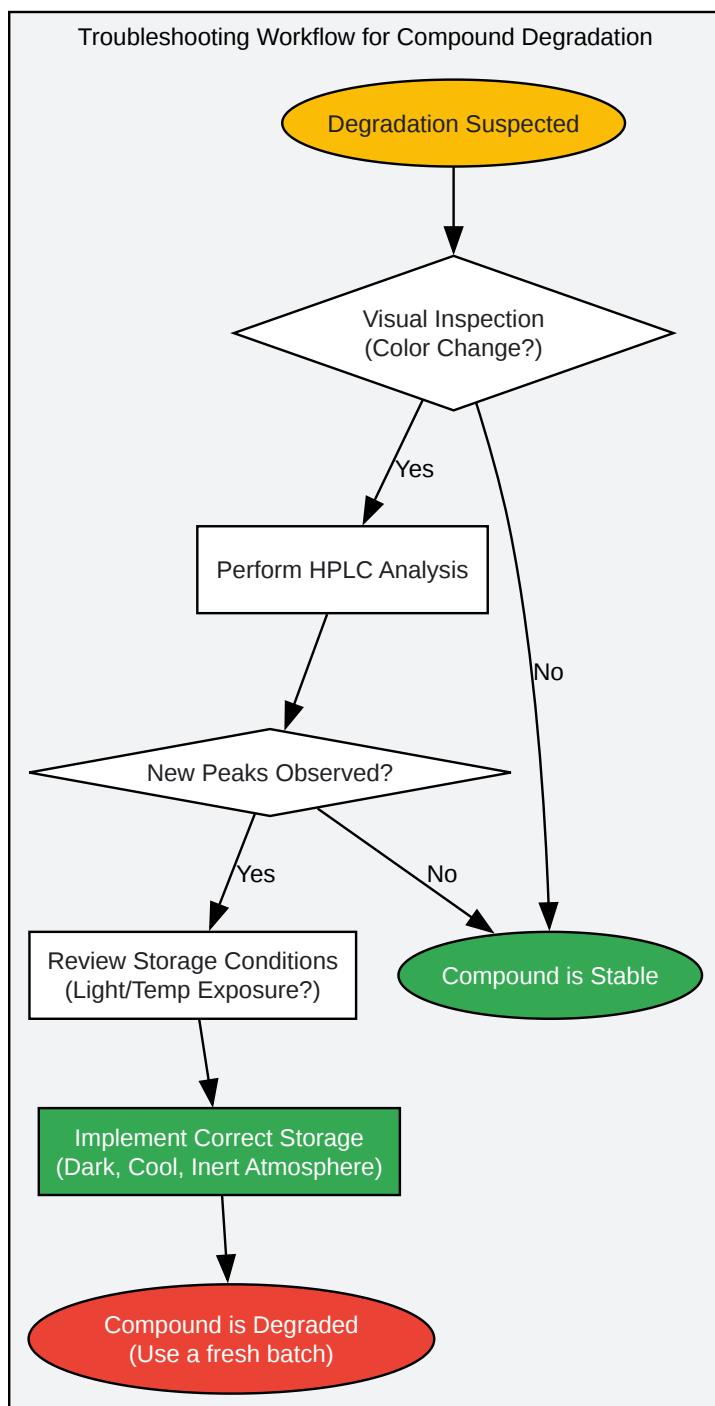 Troubleshooting Workflow for Compound Degradation
Degradation Suspected
Visual Inspection
(Color Change?)
Yes
Perform HPLC Analysis
No
New Peaks Observed?
Yes
No
Review Storage Conditions
(Light/Temp Exposure?)
Compound is Stable
Implement Correct Storage
(Dark, Cool, Inert Atmosphere)
Compound is Degraded
(Use a fresh batch)